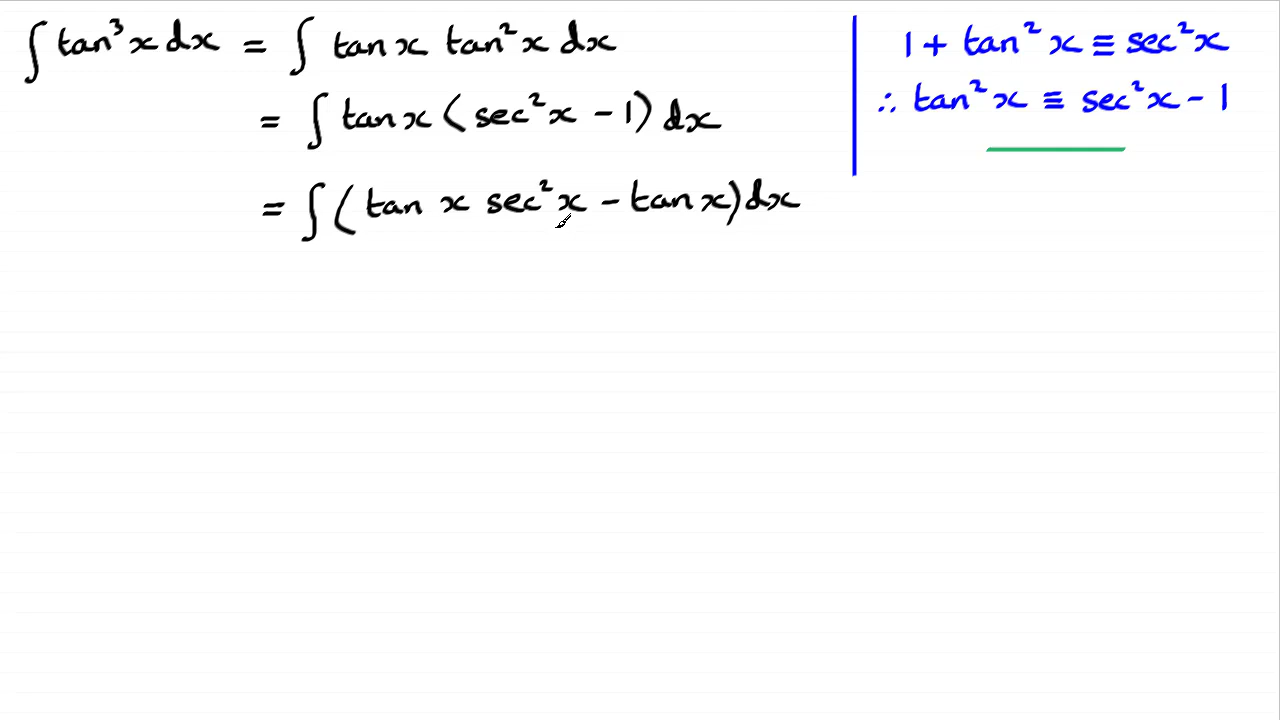 ∫ tan³x dx = ∫ tan x tan²x dx
= ∫ tan x (sec²x − 1) dx
= ∫ (tan x sec²x − tan x) dx
1 + tan²x ≡ sec²x
∴ tan²x ≡ sec²x − 1